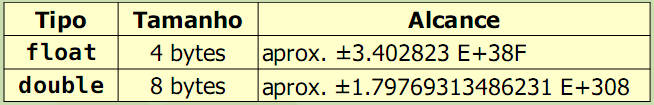 Tipo Tamanho Alcance
float 4 bytes aprox. ±3.402823 E+38F
double 8 bytes aprox. ±1.79769313486231 E+308